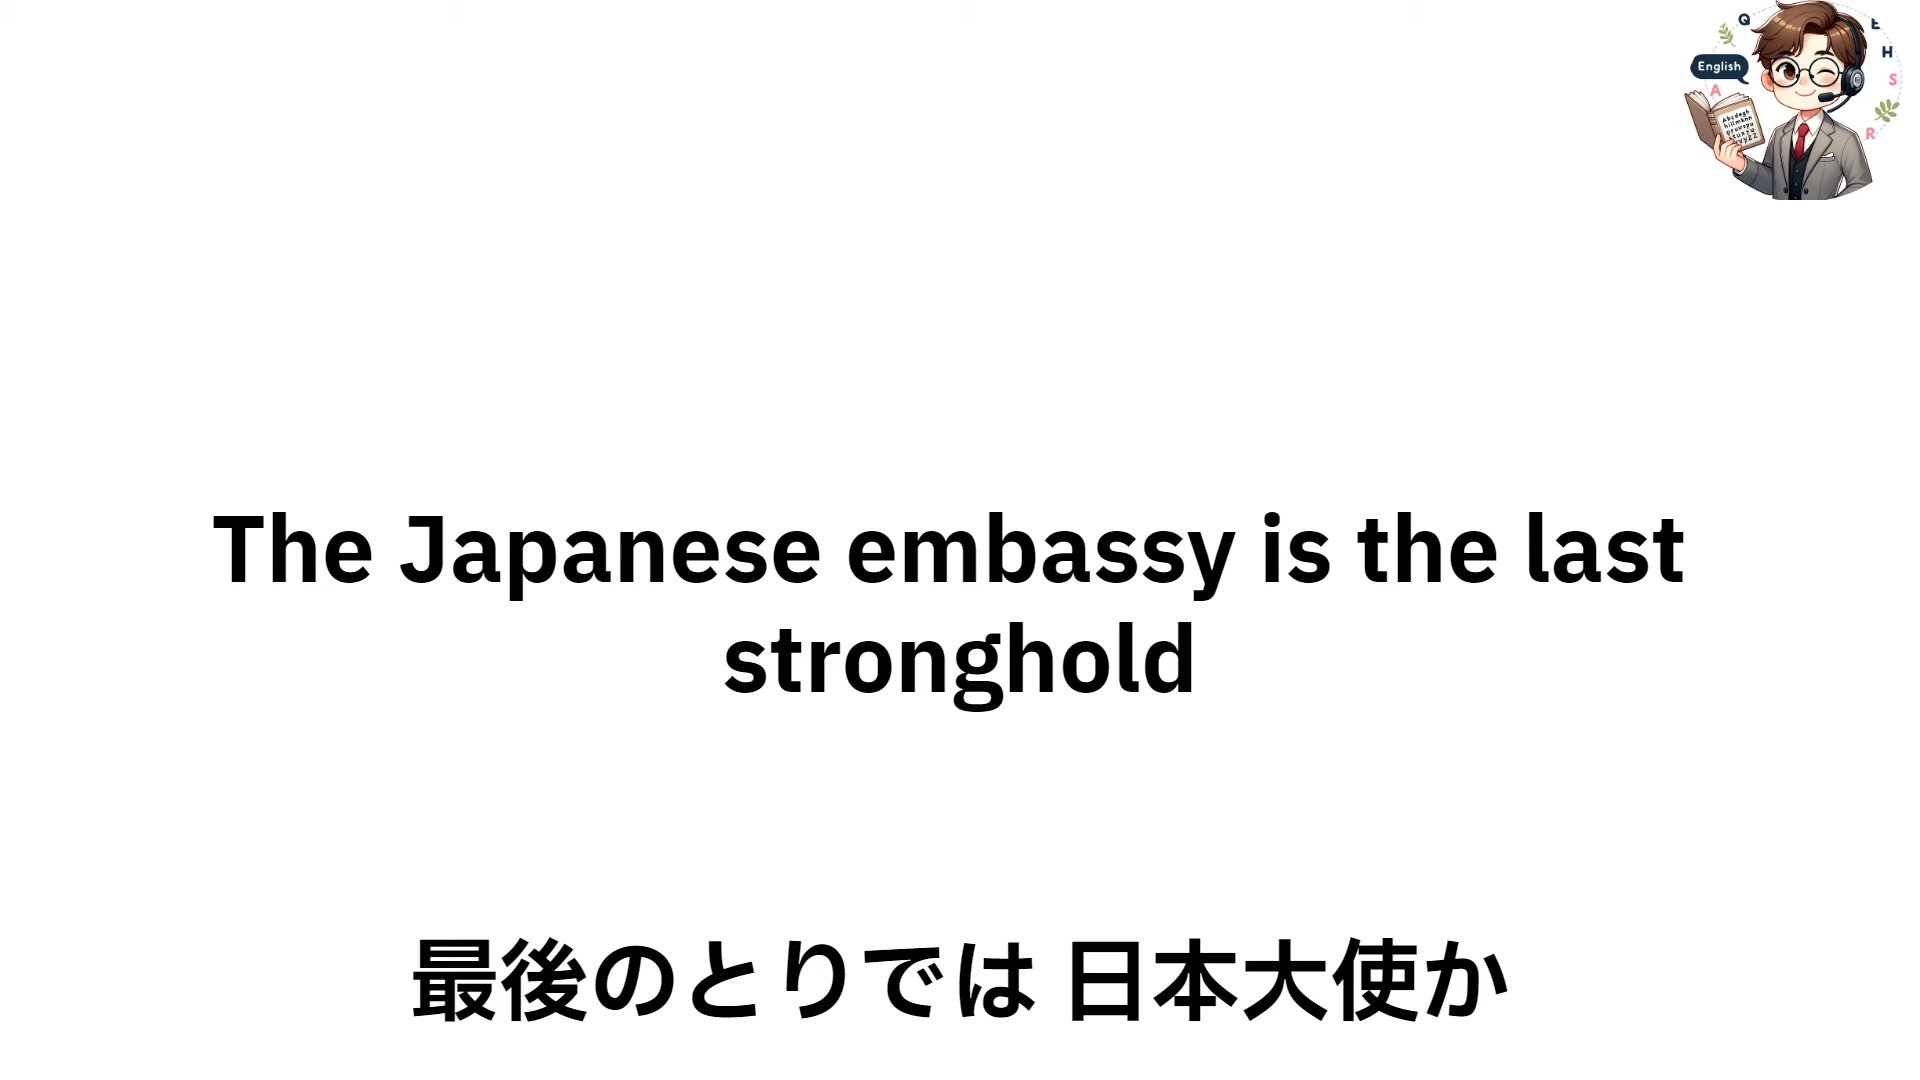 Q
E
English
H
A
S
R
The Japanese embassy is the last
stronghold
最後のとりでは 日本大使か